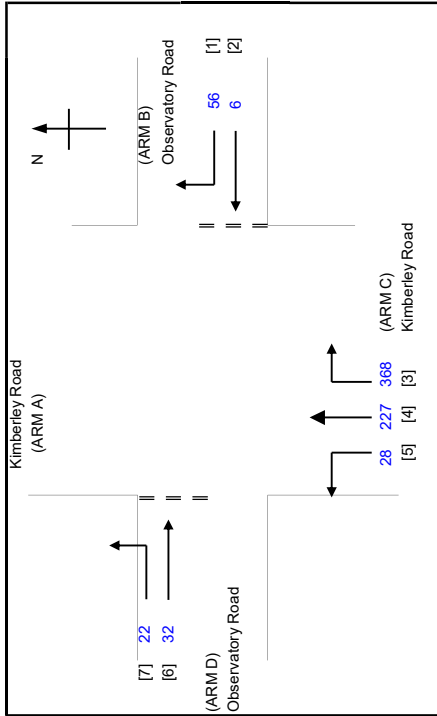 Kimberley Road
(ARM A)
N
(ARM B)
Observatory Road
56 [1]
6 [2]
[7] 22
[6] 32
(ARM D)
Observatory Road
28 227 368
[5] [4] [3]
(ARM C)
Kimberley Road